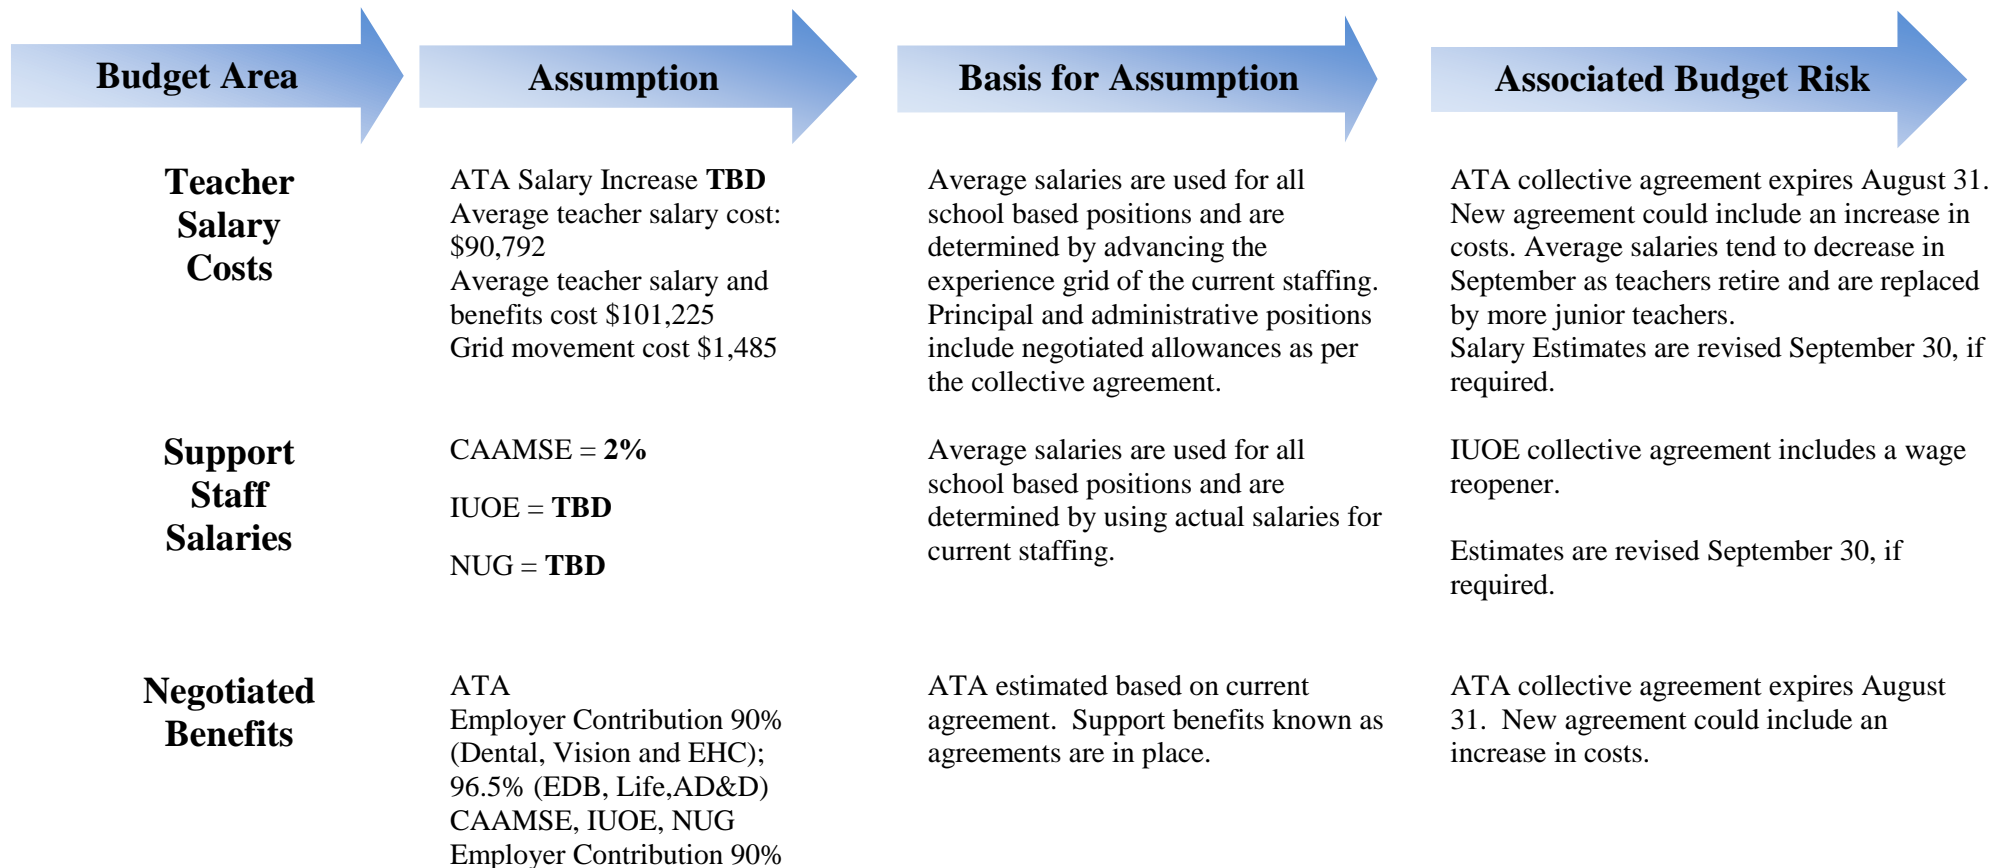 Budget Area
Assumption
Basis for Assumption
Associated Budget Risk
Teacher
Salary
Costs
ATA Salary Increase TBD
Average teacher salary cost:
$90,792
Average teacher salary and
benefits cost $101,225
Grid movement cost $1,485
Average salaries are used for all
school based positions and are
determined by advancing the
experience grid of the current staffing.
Principal and administrative positions
include negotiated allowances as per
the collective agreement.
ATA collective agreement expires August 31.
New agreement could include an increase in
costs. Average salaries tend to decrease in
September as teachers retire and are replaced
by more junior teachers.
Salary Estimates are revised September 30, if
required.
Support
Staff
Salaries
CAAMSE = 2%
IUOE = TBD
NUG = TBD
Average salaries are used for all
school based positions and are
determined by using actual salaries for
current staffing.
IUOE collective agreement includes a wage
reopener.
Estimates are revised September 30, if
required.
Negotiated
Benefits
ATA
Employer Contribution 90%
(Dental, Vision and EHC);
96.5% (EDB, Life,AD&D)
CAAMSE, IUOE, NUG
Employer Contribution 90%
ATA estimated based on current
agreement.  Support benefits known as
agreements are in place.
ATA collective agreement expires August
31.  New agreement could include an
increase in costs.